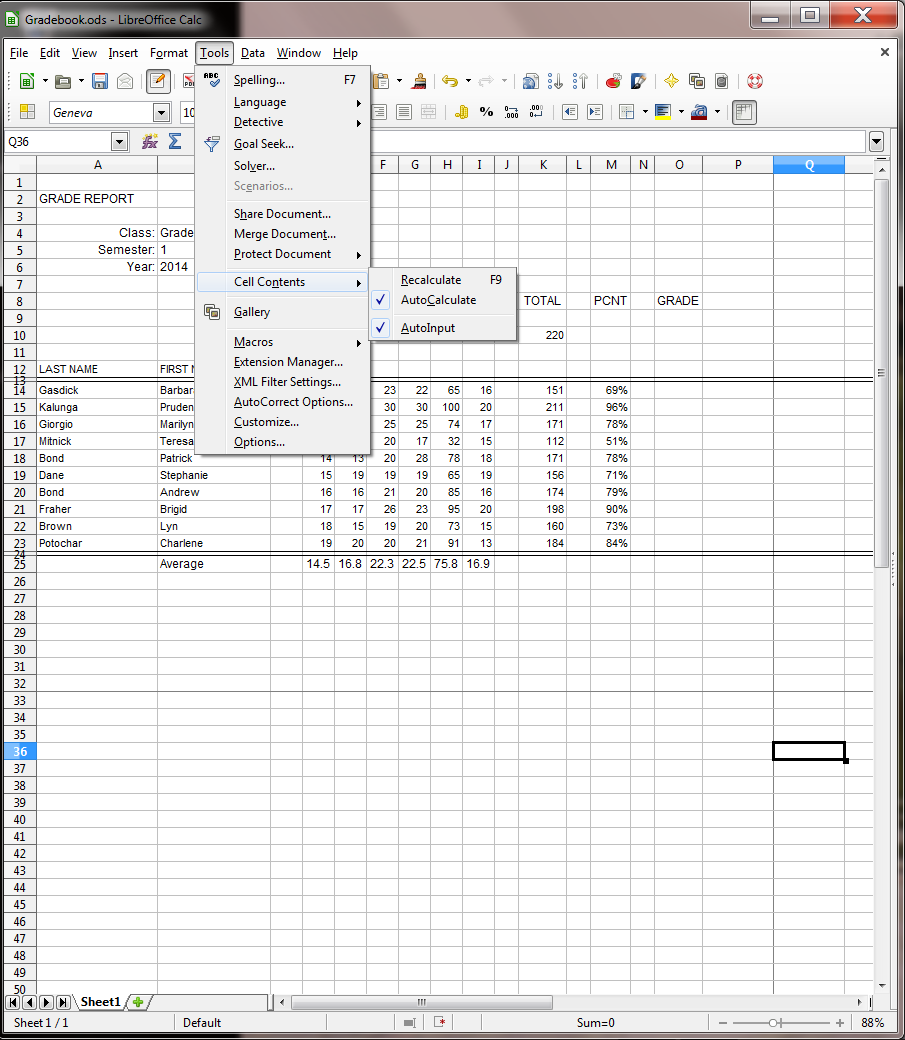 Gradebook.ods - LibreOffice Calc
File Edit View Insert Format Tools Data Window Help
ABC Spelling... F7
Geneva 10
Language
Detective
Q36 Goal Seek...
Solver...
Scenarios...
A F G H I J K L M N O P Q
1
2 GRADE REPORT
Share Document...
3
4 Class: Grade
Merge Document...
5 Semester: 1
Protect Document
6 Year: 2014
7
Cell Contents Recalculate F9
8 AutoCalculate TOTAL PCNT GRADE
9 Gallery
AutoInput
10 220
Macros
11
Extension Manager...
12 LAST NAME FIRST N
13
XML Filter Settings...
14 Gasdick Barbar 23 22 65 16 151 69%
AutoCorrect Options...
15 Kalunga Pruden 30 30 100 20 211 96%
16 Giorgio Marilyn 25 25 74 17 171 78%
Customize...
17 Mitnick Teresa 20 17 32 15 112 51%
Options...
18 Bond Patrick 14 13 20 28 78 18 171 78%
19 Dane Stephanie 15 19 19 19 65 19 156 71%
20 Bond Andrew 16 16 21 20 85 16 174 79%
21 Fraher Brigid 17 17 26 23 95 20 198 90%
22 Brown Lyn 18 15 19 20 73 15 160 73%
23 Potochar Charlene 19 20 20 21 91 13 184 84%
24
25 Average 14.5 16.8 22.3 22.5 75.8 16.9
26
27
28
29
30
31
32
33
34
35
36
37
38
39
40
41
42
43
44
45
46
47
48
49
50
Sheet1
Sheet 1 / 1 Default Sum=0 88%